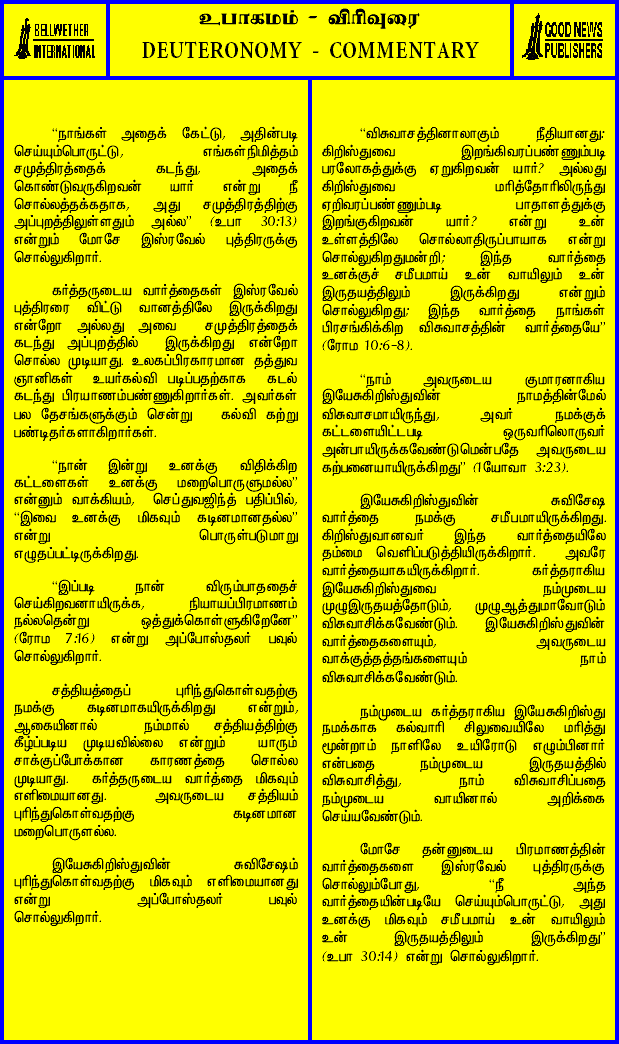 BELLWETHER
INTERNATIONAL
உபாகமம் - விரிவுரை
DEUTERONOMY - COMMENTARY
GOOD NEWS
PUBLISHERS
“நாங்கள் அதைக் கேட்டு, அதின்படி
செய்யும்பொருட்டு, எங்கள்நிமித்தம்
சமுத்திரத்தைக் கடந்து, அதைக்
கொண்டுவருகிறவன் யார் என்று நீ
சொல்லத்தக்கதாக, அது சமுத்திரத்திற்கு
அப்புறத்திலுள்ளதும் அல்ல” (உபா 30:13)
என்றும் மோசே இஸ்ரவேல் புத்திரருக்கு
சொல்லுகிறார்.
கர்த்தருடைய வார்த்தைகள் இஸ்ரவேல்
புத்திரரை விட்டு வானத்திலே இருக்கிறது
என்றோ அல்லது அவை சமுத்திரத்தைக்
கடந்து அப்புறத்தில் இருக்கிறது என்றோ
சொல்ல முடியாது. உலகப்பிரகாரமான தத்துவ
ஞானிகள் உயர்கல்வி படிப்பதற்காக கடல்
கடந்து பிரயாணம்பண்ணுகிறார்கள். அவர்கள்
பல தேசங்களுக்கும் சென்று கல்வி கற்று
பண்டிதர்களாகிறார்கள்.
“நான் இன்று உனக்கு விதிக்கிற
கட்டளைகள் உனக்கு மறைபொருளுமல்ல”
என்னும் வாக்கியம், செப்துவஜிந்த் பதிப்பில்,
“இவை உனக்கு மிகவும் கடினமானதல்ல”
என்று பொருள்படுமாறு
எழுதப்பட்டிருக்கிறது.
“இப்படி நான் விரும்பாததைச்
செய்கிறவனாயிருக்க, நியாயப்பிரமாணம்
நல்லதென்று ஒத்துக்கொள்ளுகிறேனே”
(ரோம 7:16) என்று அப்போஸ்தலர் பவுல்
சொல்லுகிறார்.
சத்தியத்தைப் புரிந்துகொள்வதற்கு
நமக்கு கடினமாகயிருக்கிறது என்றும்,
ஆகையினால் நம்மால் சத்தியத்திற்கு
கீழ்ப்படிய முடியவில்லை என்றும் யாரும்
சாக்குப்போக்கான காரணத்தை சொல்ல
முடியாது. கர்த்தருடைய வார்த்தை மிகவும்
எளிமையானது. அவருடைய சத்தியம்
புரிந்துகொள்வதற்கு கடினமான
மறைபொருளல்ல.
இயேசுகிறிஸ்துவின் சுவிசேஷம்
புரிந்துகொள்வதற்கு மிகவும் எளிமையானது
என்று அப்போஸ்தலர் பவுல்
சொல்லுகிறார்.
“விசுவாசத்தினாலாகும் நீதியானது:
கிறிஸ்துவை இறங்கிவரப்பண்ணும்படி
பரலோகத்துக்கு ஏறுகிறவன் யார்? அல்லது
கிறிஸ்துவை மரித்தோரிலிருந்து
ஏறிவரப்பண்ணும்படி பாதாளத்துக்கு
இறங்குகிறவன் யார்? என்று உன்
உள்ளத்திலே சொல்லாதிருப்பாயாக என்று
சொல்லுகிறதுமன்றி; இந்த வார்த்தை
உனக்குச் சமீபமாய் உன் வாயிலும் உன்
இருதயத்திலும் இருக்கிறது என்றும்
சொல்லுகிறது; இந்த வார்த்தை நாங்கள்
பிரசங்கிக்கிற விசுவாசத்தின் வார்த்தையே”
(ரோம 10:6-8).
“நாம் அவருடைய குமாரனாகிய
இயேசுகிறிஸ்துவின் நாமத்தின்மேல்
விசுவாசமாயிருந்து, அவர் நமக்குக்
கட்டளையிட்டபடி ஒருவரிலொருவர்
அன்பாயிருக்கவேண்டுமென்பதே அவருடைய
கற்பனையாயிருக்கிறது” (1யோவா 3:23).
இயேசுகிறிஸ்துவின் சுவிசேஷ
வார்த்தை நமக்கு சமீபமாயிருக்கிறது.
கிறிஸ்துவானவர் இந்த வார்த்தையிலே
தம்மை வெளிப்படுத்தியிருக்கிறார். அவரே
வார்த்தையாகயிருக்கிறார். கர்த்தராகிய
இயேசுகிறிஸ்துவை நம்முடைய
முழுஇருதயத்தோடும், முழுஆத்துமாவோடும்
விசுவாசிக்கவேண்டும். இயேசுகிறிஸ்துவின்
வார்த்தைகளையும், அவருடைய
வாக்குத்தத்தங்களையும் நாம்
விசுவாசிக்கவேண்டும்.
நம்முடைய கர்த்தராகிய இயேசுகிறிஸ்து
நமக்காக கல்வாரி சிலுவையிலே மரித்து
மூன்றாம் நாளிலே உயிரோடு எழும்பினார்
என்பதை நம்முடைய இருதயத்தில்
விசுவாசித்து, நாம் விசுவாசிப்பதை
நம்முடைய வாயினால் அறிக்கை
செய்யவேண்டும்.
மோசே தன்னுடைய பிரமாணத்தின்
வார்த்தைகளை இஸ்ரவேல் புத்திரருக்கு
சொல்லும்போது, “நீ அந்த
வார்த்தையின்படியே செய்யும்பொருட்டு, அது
உனக்கு மிகவும் சமீபமாய் உன் வாயிலும்
உன் இருதயத்திலும் இருக்கிறது”
(உபா 30:14) என்று சொல்லுகிறார்.